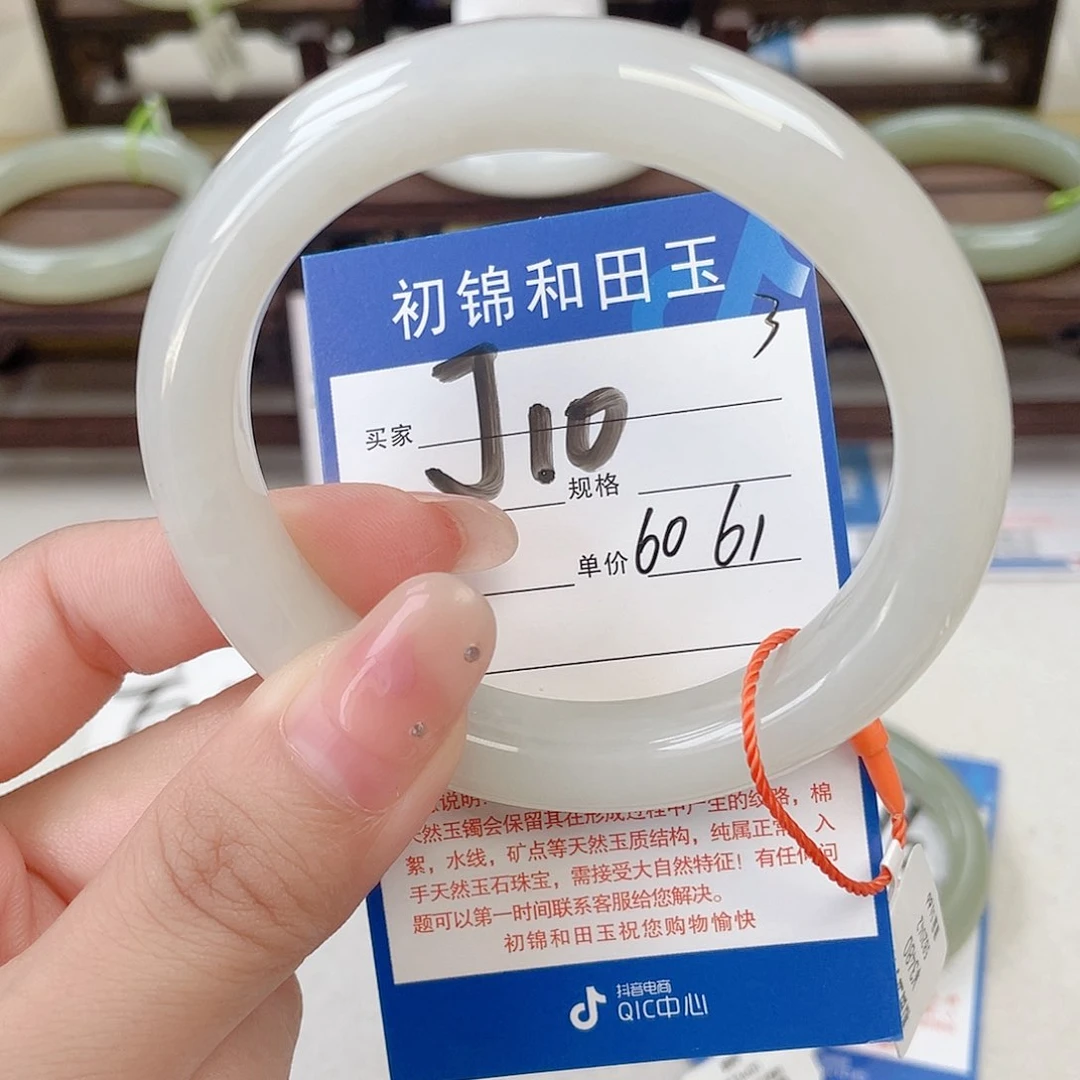 初锦和田玉
3
买家 J10
规格
单价 60 61
说明:
然玉镯会保留其在形成过程中产生的纹路，棉
絮，水线，矿点等天然玉质结构，纯属正常，入
手天然玉石珠宝，需接受大自然特征！有任何问
题可以第一时间联系客服给您解决。
初锦和田玉祝您购物愉快
抖音电商
QIC中心